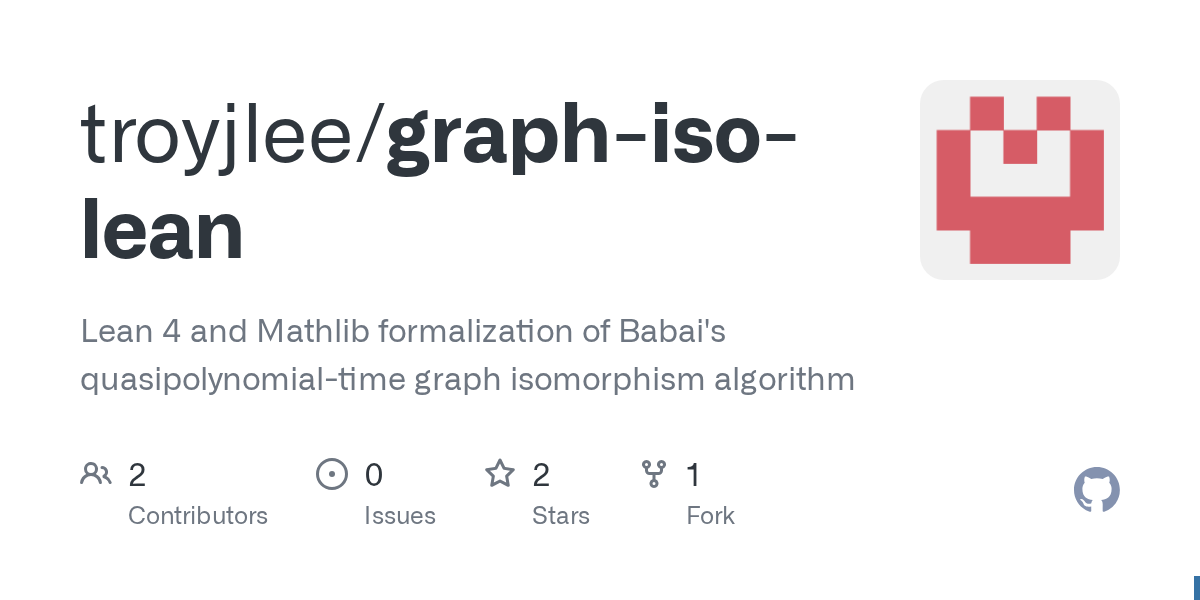 troyjlee/graph-iso-
lean
Lean 4 and Mathlib formalization of Babai's
quasipolynomial-time graph isomorphism algorithm
2 0 2 1
Contributors Issues Stars Fork